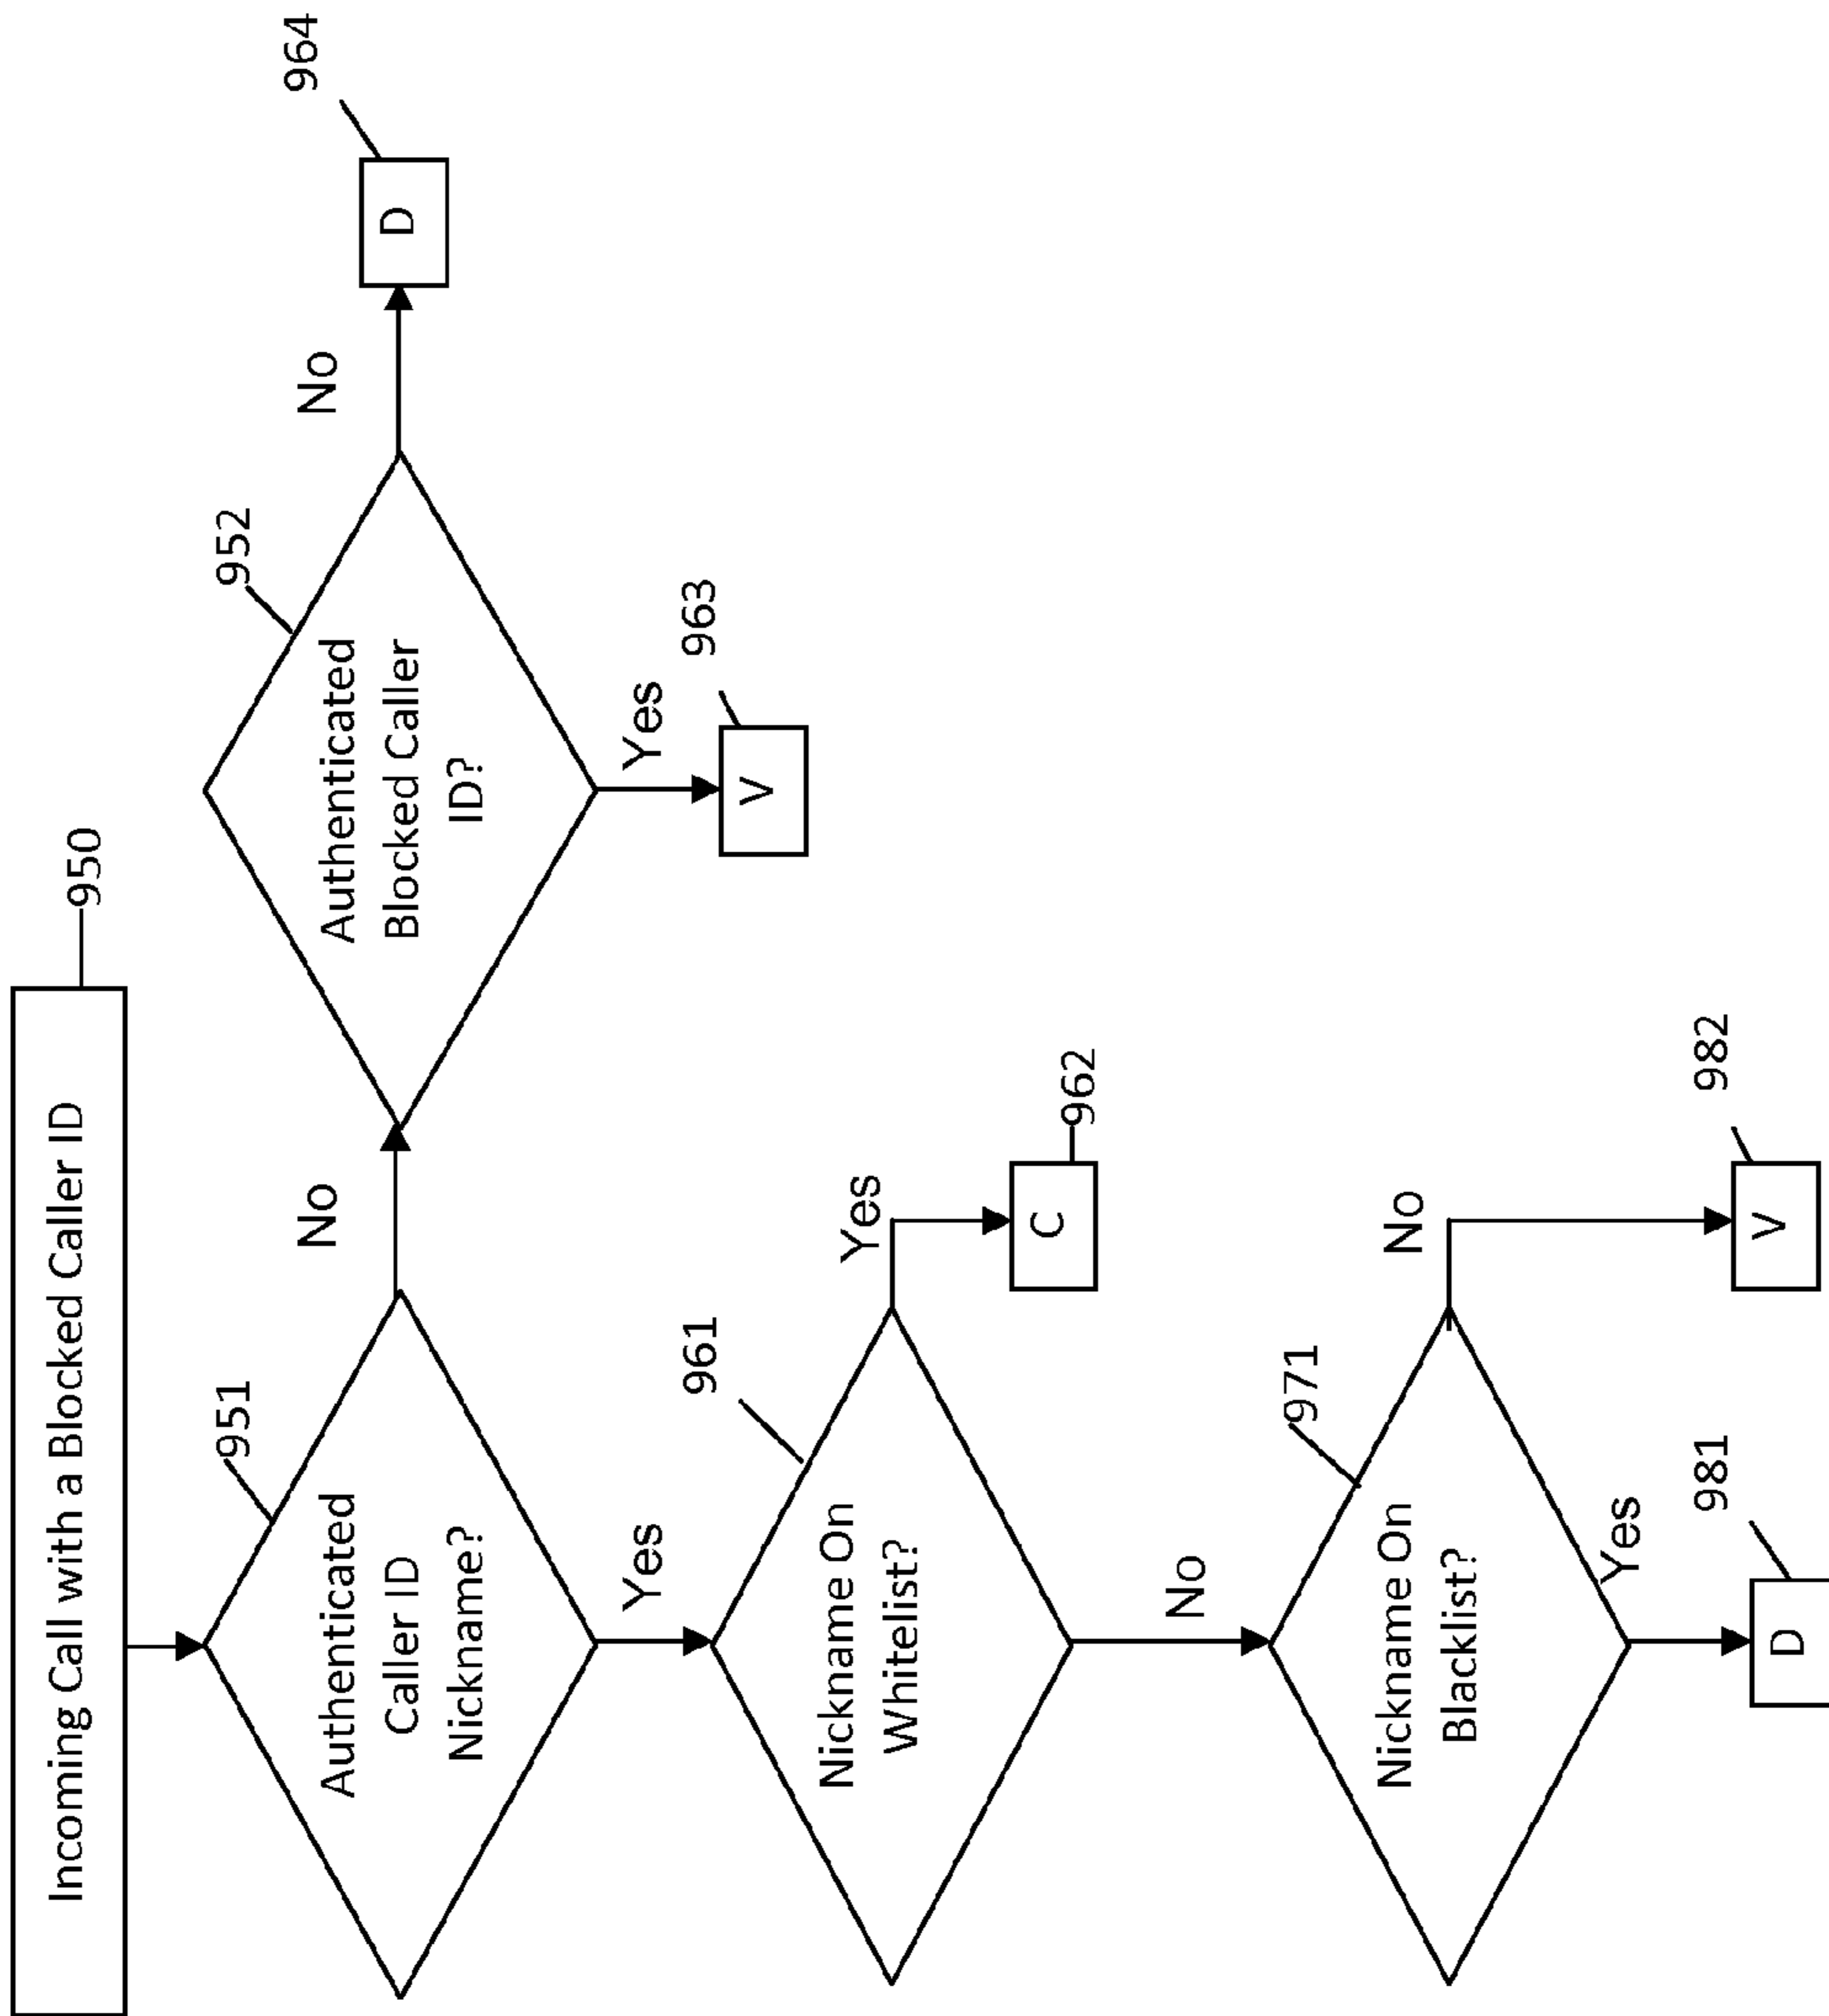 Incoming Call with a Blocked Caller ID
950
951
Authenticated
Caller ID
Nickname?
No
952
Authenticated
Blocked Caller
ID?
No
964
D
Yes
963
V
Yes
961
Nickname On
Whitelist?
Yes
962
C
No
971
Nickname On
Blacklist?
No
982
V
Yes
981
D